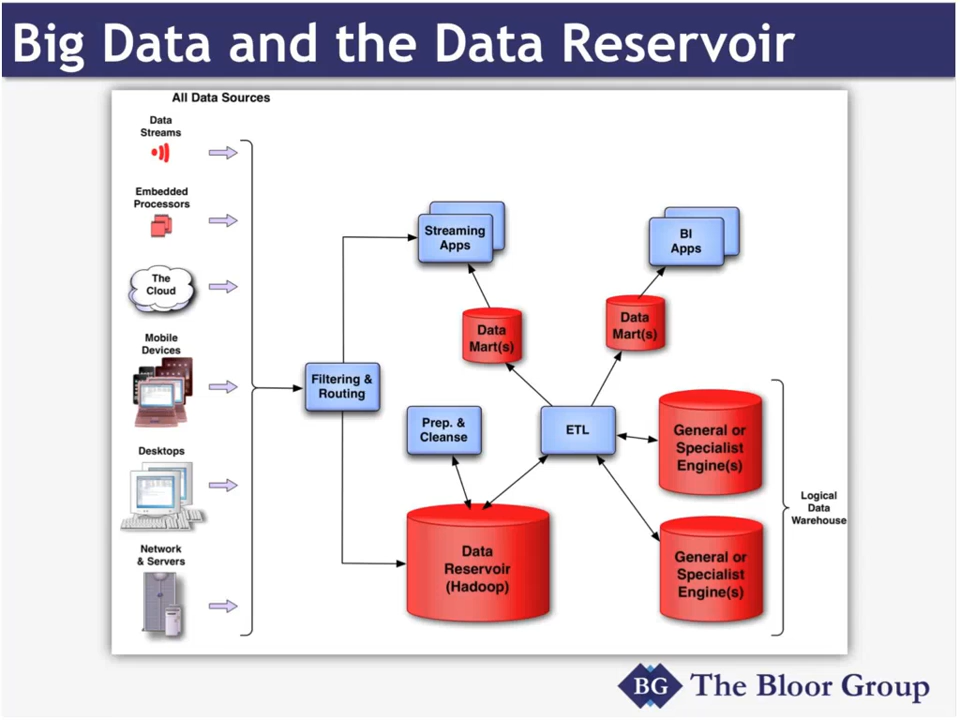 Big Data and the Data Reservoir
All Data Sources
Data
Streams
Embedded
Processors
The
Cloud
Mobile
Devices
Desktops
Network
& Servers
Filtering &
Routing
Streaming
Apps
BI
Apps
Data
Mart(s)
Data
Mart(s)
Prep. &
Cleanse
ETL
General or
Specialist
Engine(s)
Logical
Data
Warehouse
Data
Reservoir
(Hadoop)
General or
Specialist
Engine(s)
BG The Bloor Group